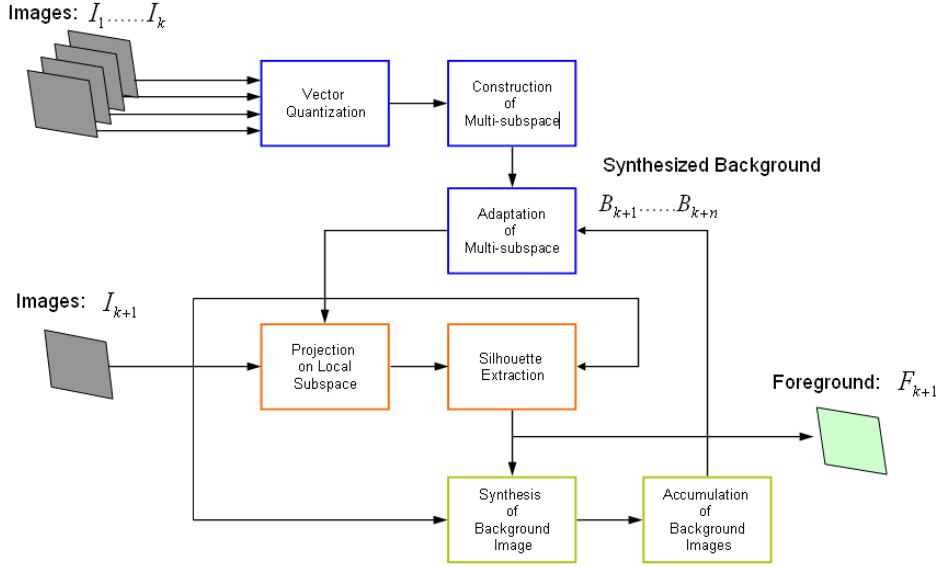 Images: I₁......Iₖ
Vector
Quantization
Construction
of
Multi-subspace
Synthesized Background
Bₖ₊₁......Bₖ₊ₙ
Adaptation
of
Multi-subspace
Images: Iₖ₊₁
Projection
on Local
Subspace
Silhouette
Extraction
Foreground: Fₖ₊₁
Synthesis
of
Background
Image
Accumulation
of
Background
Images